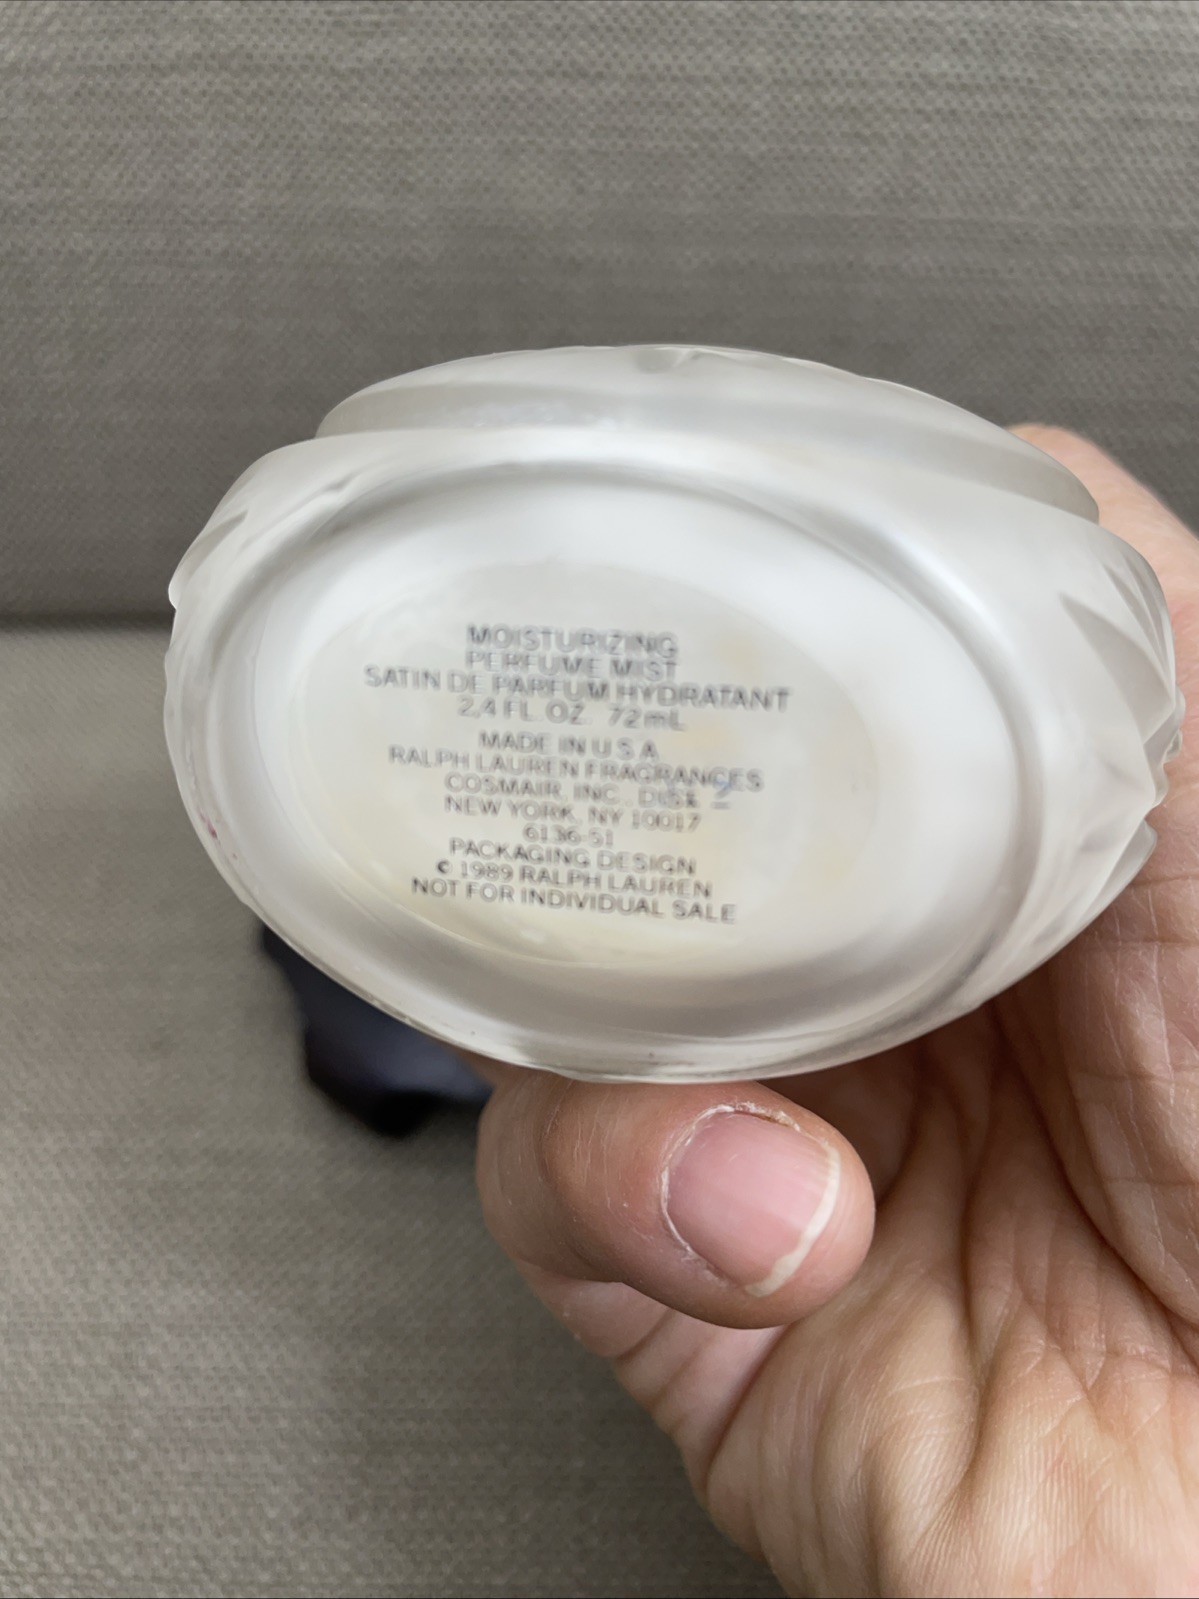 MOISTURIZING
PERFUME MIST
SATIN DE PARFUM HYDRATANT
2,4 FL. OZ. 72mL
MADE IN U S A
RALPH LAUREN FRAGRANCES
COSMAIR, INC., DIST.
NEW YORK, NY 10017
6136-51
PACKAGING DESIGN
© 1989 RALPH LAUREN
NOT FOR INDIVIDUAL SALE